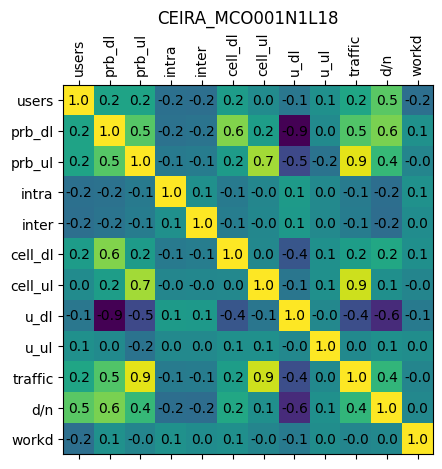 CEIRA_MCO001N1L18
users prb_dl prb_ul intra inter cell_dl cell_ul u_dl u_ul traffic d/n workd
users 1.0 0.2 0.2 -0.2 -0.2 0.2 0.0 -0.1 0.1 0.2 0.5 -0.2
prb_dl 0.2 1.0 0.5 -0.2 -0.2 0.6 0.2 -0.9 0.0 0.5 0.6 0.1
prb_ul 0.2 0.5 1.0 -0.1 -0.1 0.2 0.7 -0.5 -0.2 0.9 0.4 -0.0
intra -0.2 -0.2 -0.1 1.0 0.1 -0.1 -0.0 0.1 0.0 -0.1 -0.2 0.1
inter -0.2 -0.2 -0.1 0.1 1.0 -0.1 -0.0 0.1 0.0 -0.1 -0.2 0.0
cell_dl 0.2 0.6 0.2 -0.1 -0.1 1.0 0.0 -0.4 0.1 0.2 0.2 0.1
cell_ul 0.0 0.2 0.7 -0.0 -0.0 0.0 1.0 -0.1 0.0 0.9 0.1 -0.0
u_dl -0.1 -0.9 -0.5 0.1 0.1 -0.4 -0.1 1.0 -0.0 -0.4 -0.6 -0.1
u_ul 0.1 0.0 -0.2 0.0 0.0 0.1 0.0 -0.0 1.0 0.0 0.1 0.0
traffic 0.2 0.5 0.9 -0.1 -0.1 0.2 0.9 -0.4 0.0 1.0 0.4 -0.0
d/n 0.5 0.6 0.4 -0.2 -0.2 0.2 0.1 -0.6 0.1 0.4 1.0 0.0
workd -0.2 0.1 -0.0 0.1 0.0 0.1 -0.0 -0.1 0.0 -0.0 0.0 1.0